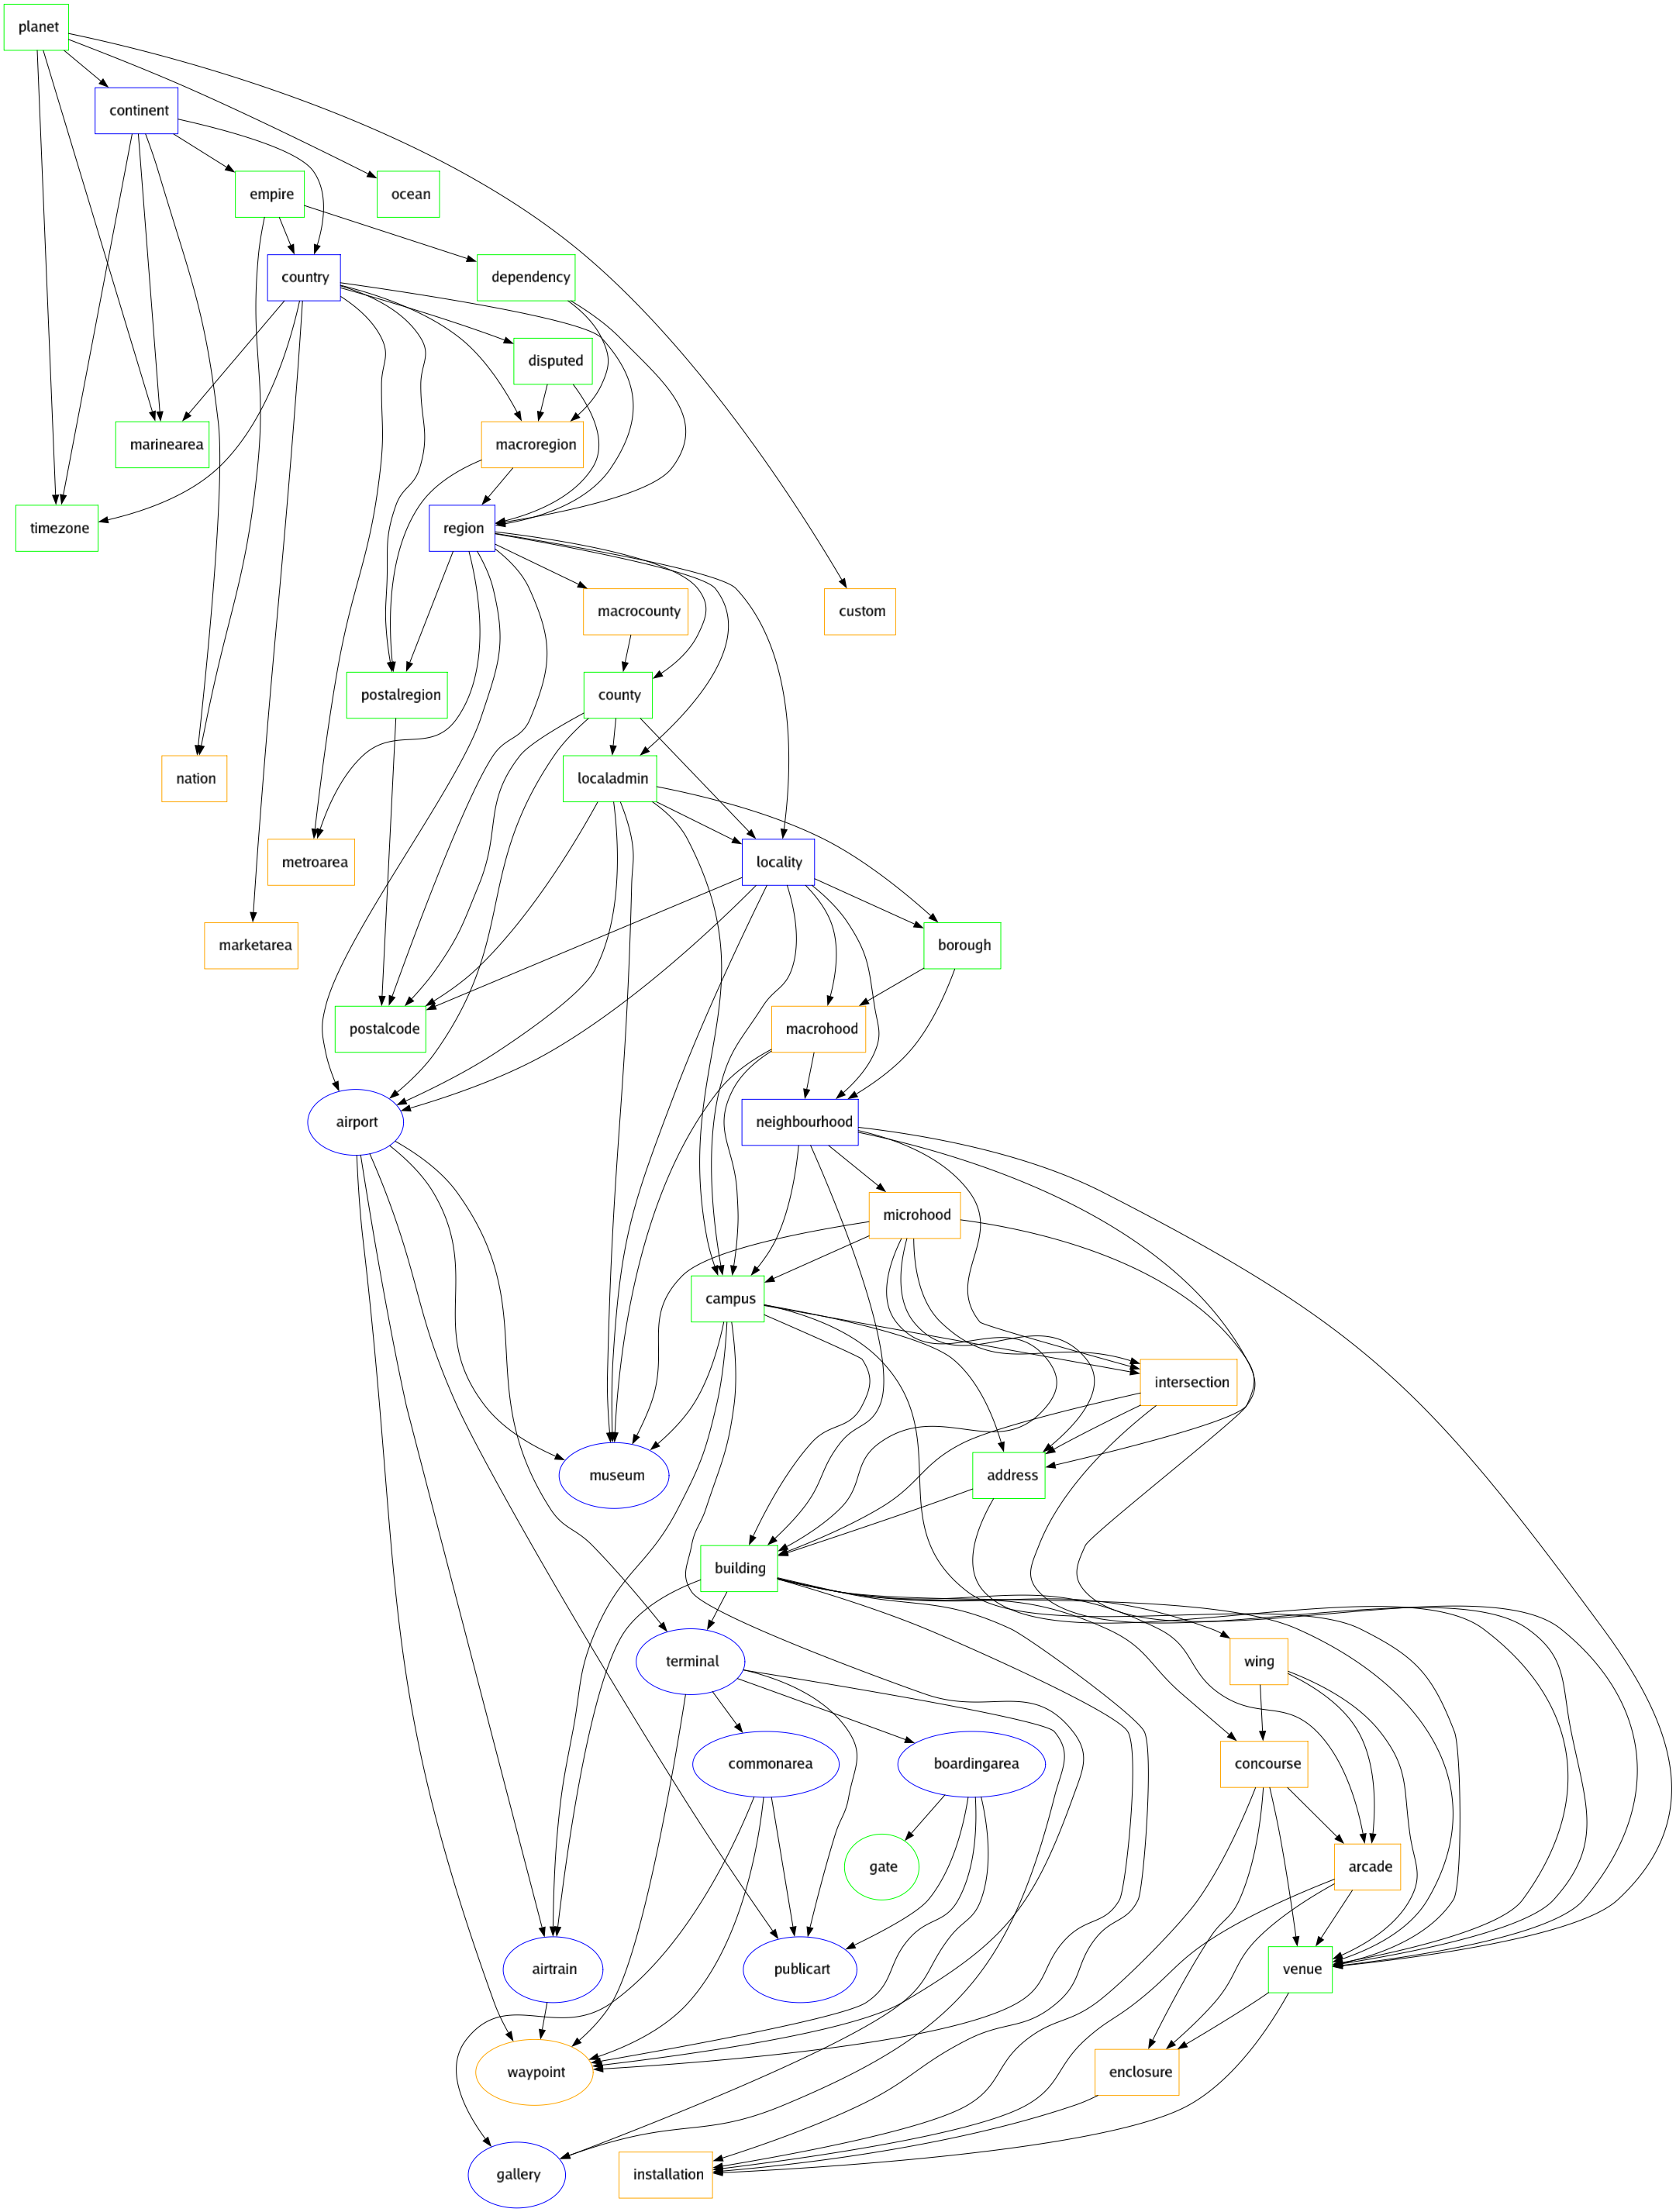 planet
continent
empire
ocean
country
dependency
disputed
marinearea
macroregion
timezone
region
macrocounty
custom
postalregion
county
nation
localadmin
metroarea
locality
marketarea
borough
postalcode
macrohood
airport
neighbourhood
microhood
campus
intersection
museum
address
building
terminal
wing
commonarea
boardingarea
concourse
gate
arcade
airtrain
publicart
venue
waypoint
enclosure
gallery
installation